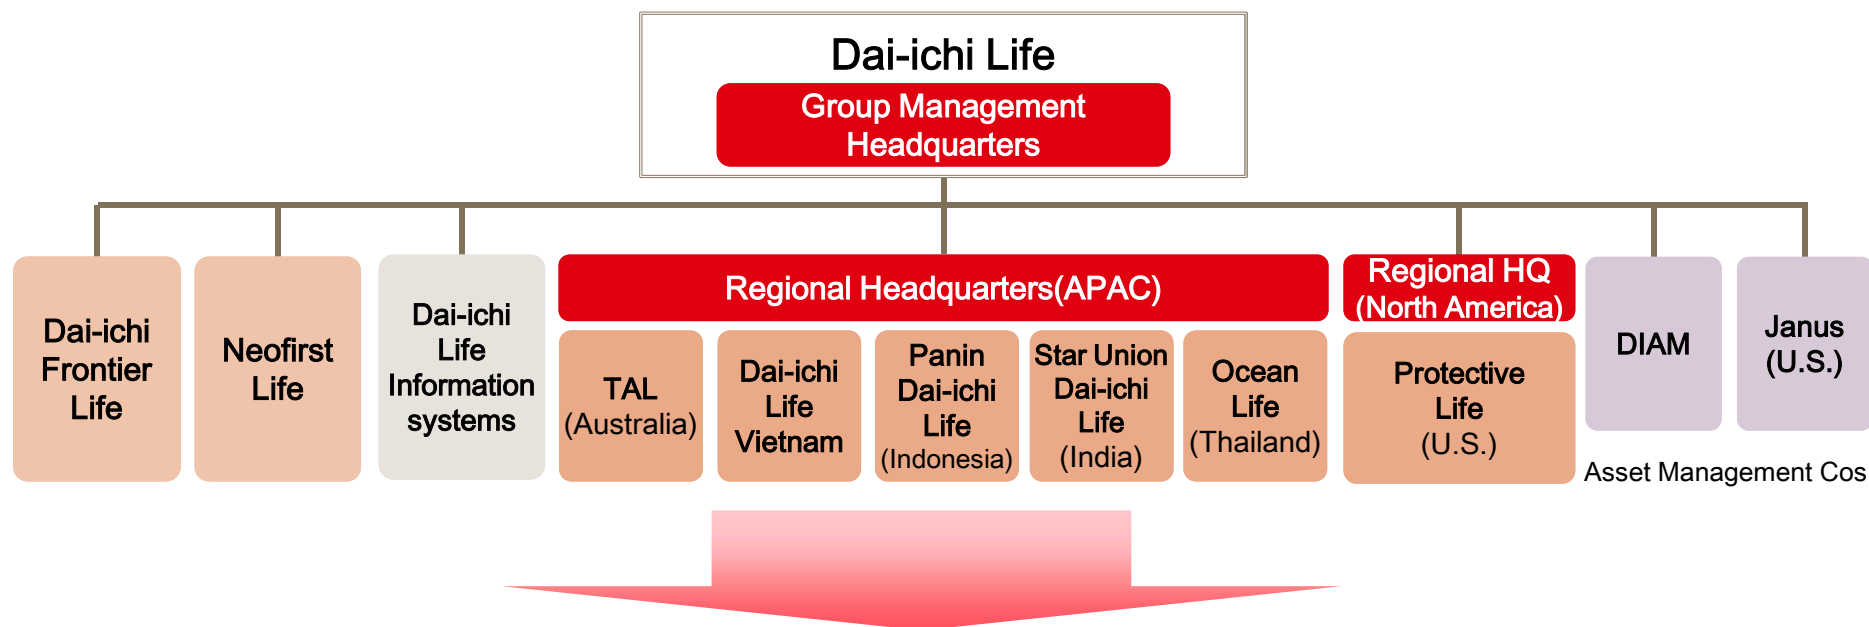 Dai-ichi Life
Group Management
Headquarters
Dai-ichi
Frontier
Life
Neofirst
Life
Dai-ichi
Life
Information
systems
Regional Headquarters(APAC)
TAL
(Australia)
Dai-ichi
Life
Vietnam
Panin
Dai-ichi
Life
(Indonesia)
Star Union
Dai-ichi
Life
(India)
Ocean
Life
(Thailand)
Regional HQ
(North America)
Protective
Life
(U.S.)
DIAM
Janus
(U.S.)
Asset Management Cos